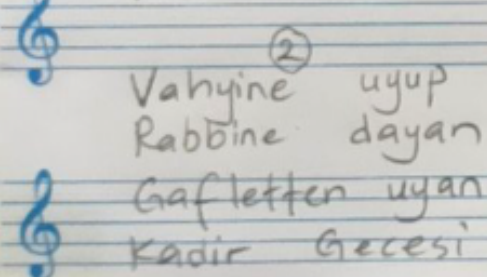 2
Vahyine uyup
Rabbine dayan
Gafletten uyan
Kadir Gecesi